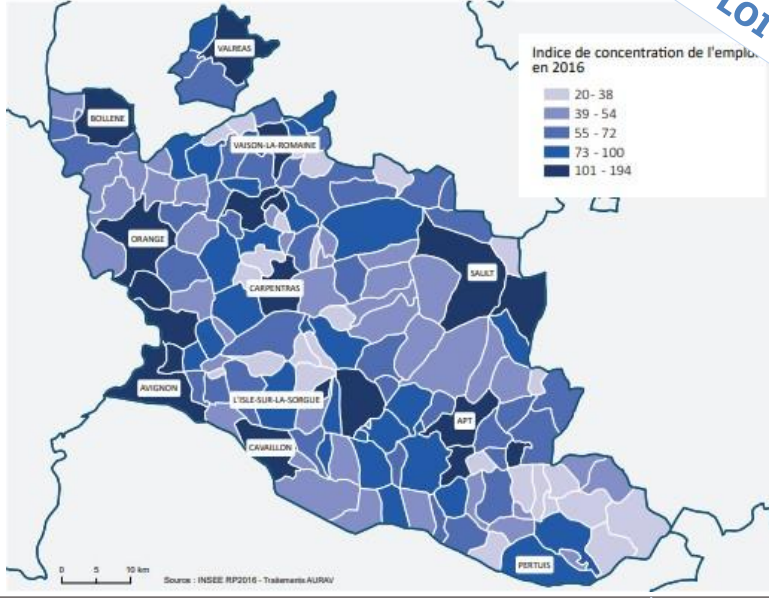 Indice de concentration de l'emploi
en 2016
20- 38
39 - 54
55 - 72
73 - 100
101 - 194
VALREAS
BOLLENE
VAISON-LA-ROMAINE
ORANGE
SAULT
CARPENTRAS
AVIGNON
L'ISLE-SUR-LA-SORGUE
APT
CAVAILLON
PERTUIS
0 5 10 km
Source : INSEE RP2016 - Traitements AURAV